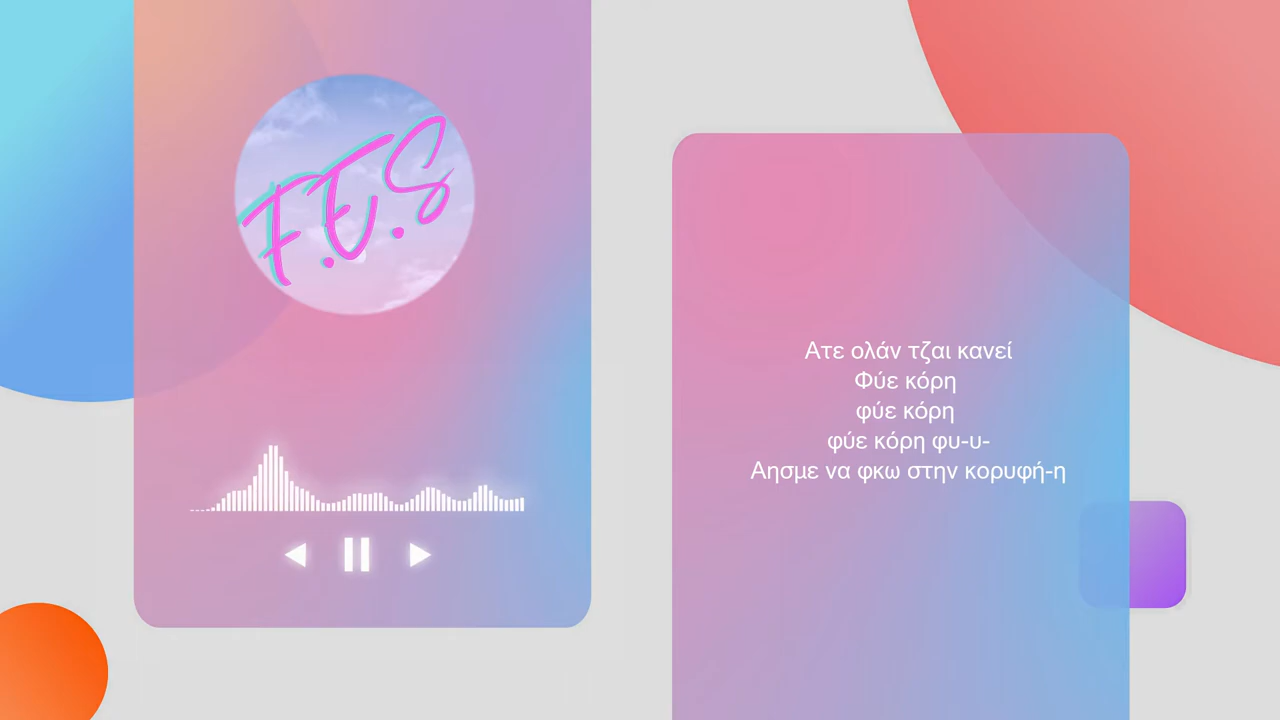 F.E.S
Ατε ολάν τζαι κανεί
Φύε κόρη
φύε κόρη
φύε κόρη φυ-υ-
Αησμε να φκω στην κορυφή-η